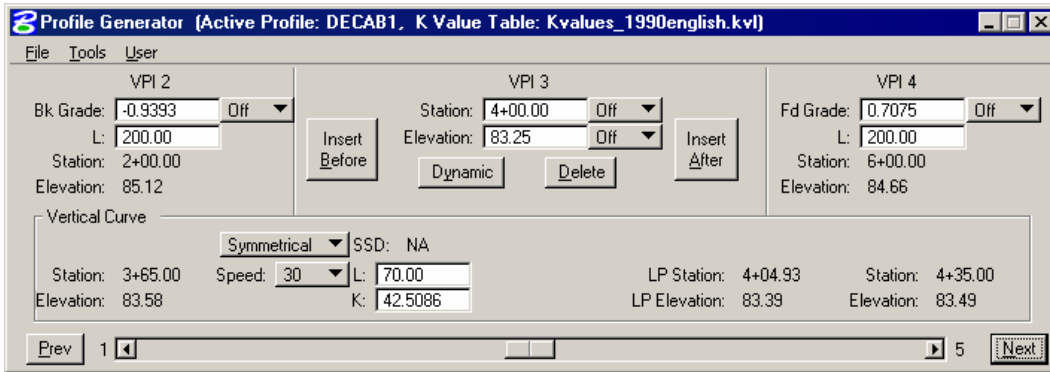 Profile Generator (Active Profile: DECAB1, K Value Table: Kvalues_1990english.kvl)
File Tools User
VPI 2 VPI 3 VPI 4
Bk Grade: -0.9393 Off Station: 4+00.00 Off Fd Grade: 0.7075 Off
L: 200.00 Insert Before Elevation: 83.25 Off Insert After L: 200.00
Station: 2+00.00 Dynamic Delete Station: 6+00.00
Elevation: 85.12 Elevation: 84.66
Vertical Curve
Symmetrical SSD: NA
Station: 3+65.00 Speed: 30 L: 70.00 LP Station: 4+04.93 Station: 4+35.00
Elevation: 83.58 K: 42.5086 LP Elevation: 83.39 Elevation: 83.49
Prev 1 5 Next